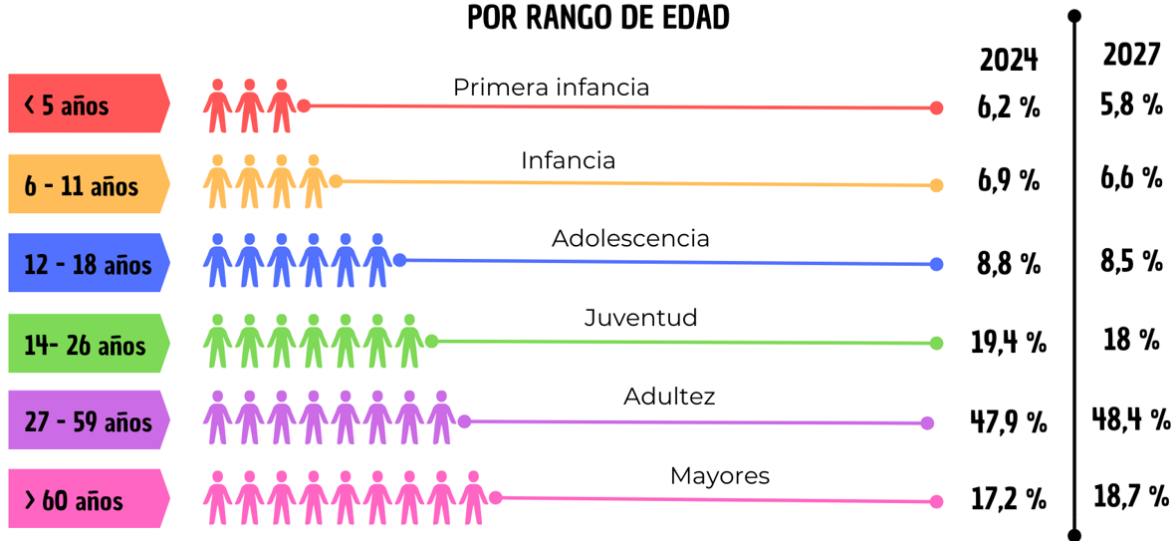 POR RANGO DE EDAD
2024 2027
< 5 años Primera infancia 6,2 % 5,8 %
6 - 11 años Infancia 6,9 % 6,6 %
12 - 18 años Adolescencia 8,8 % 8,5 %
14- 26 años Juventud 19,4 % 18 %
27 - 59 años Adultez 47,9 % 48,4 %
> 60 años Mayores 17,2 % 18,7 %